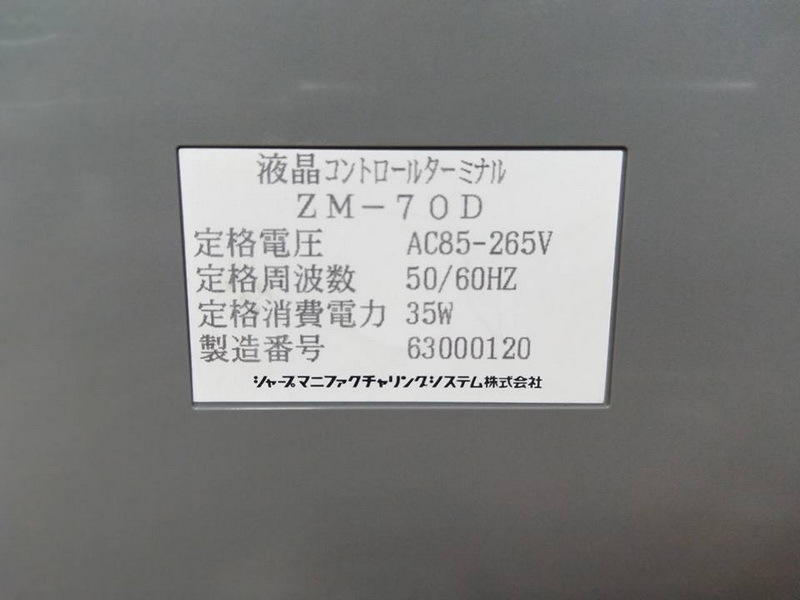 液晶コントロールターミナル
ZM-70D
定格電圧 AC85-265V
定格周波数 50/60HZ
定格消費電力 35W
製造番号 63000120
シャープマニファクチャリングシステム株式会社